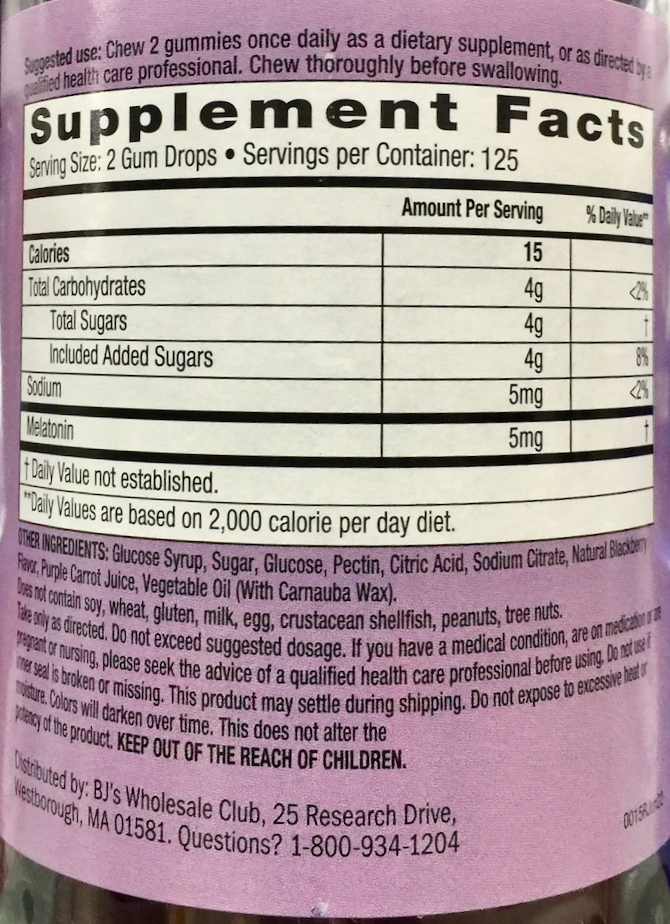 Suggested use: Chew 2 gummies once daily as a dietary supplement, or as directed by a
qualified health care professional. Chew thoroughly before swallowing.
Supplement Facts
Serving Size: 2 Gum Drops • Servings per Container: 125
Amount Per Serving % Daily Value**
Calories 15
Total Carbohydrates 4g <2%
Total Sugars 4g †
Included Added Sugars 4g 8%
Sodium 5mg <2%
Melatonin 5mg †
† Daily Value not established.
**Daily Values are based on 2,000 calorie per day diet.
OTHER INGREDIENTS: Glucose Syrup, Sugar, Glucose, Pectin, Citric Acid, Sodium Citrate, Natural Blackberry
Flavor, Purple Carrot Juice, Vegetable Oil (With Carnauba Wax).
Does not contain soy, wheat, gluten, milk, egg, crustacean shellfish, peanuts, tree nuts.
Take only as directed. Do not exceed suggested dosage. If you have a medical condition, are on medication or are
pregnant or nursing, please seek the advice of a qualified health care professional before using. Do not use if
inner seal is broken or missing. This product may settle during shipping. Do not expose to excessive heat or
moisture. Colors will darken over time. This does not alter the
potency of the product. KEEP OUT OF THE REACH OF CHILDREN.
Distributed by: BJ's Wholesale Club, 25 Research Drive,
Westborough, MA 01581. Questions? 1-800-934-1204